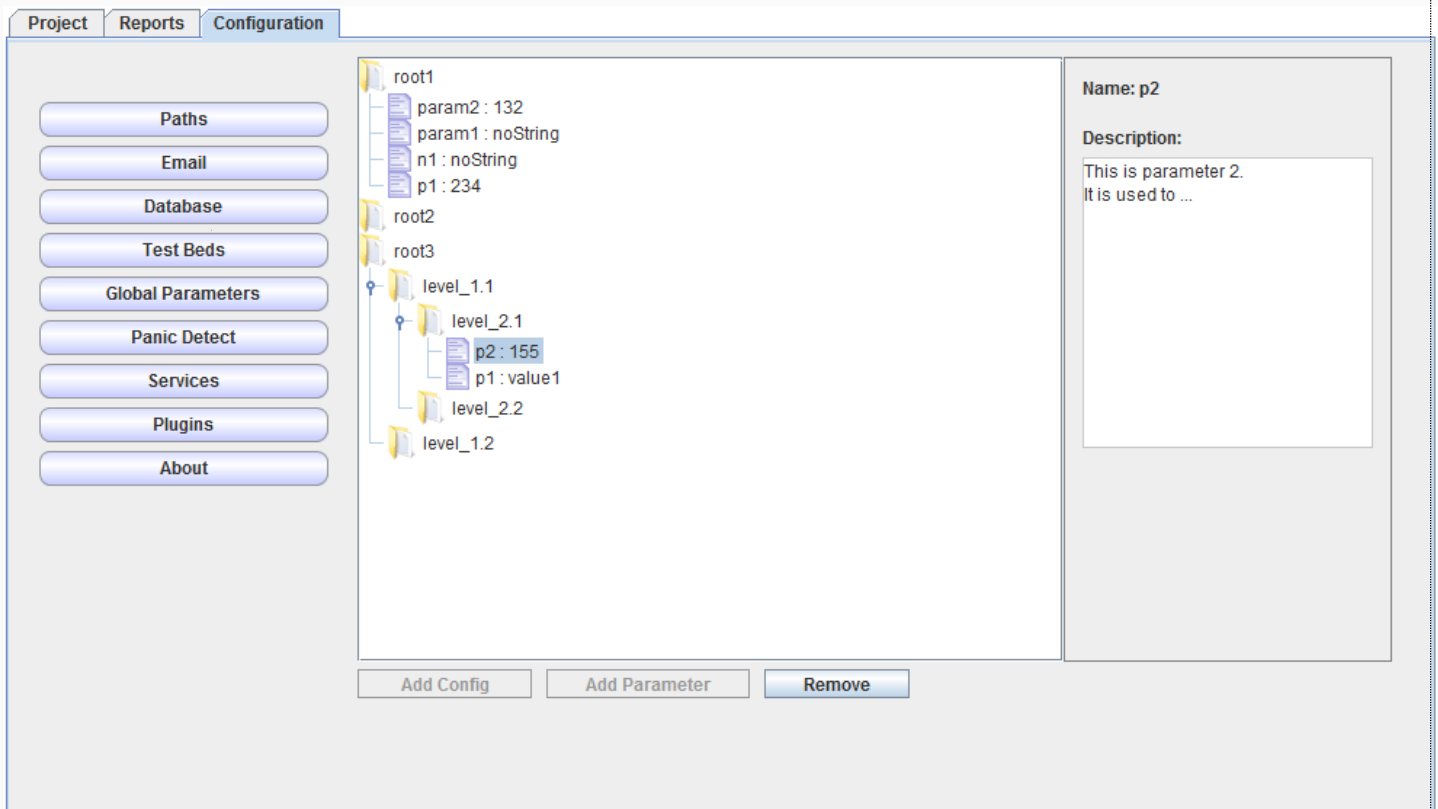 Project Reports Configuration
Paths
Email
Database
Test Beds
Global Parameters
Panic Detect
Services
Plugins
About
root1
param2 : 132
param1 : noString
n1 : noString
p1 : 234
root2
root3
level_1.1
level_2.1
p2 : 155
p1 : value1
level_2.2
level_1.2
Add Config Add Parameter Remove
Name: p2
Description:
This is parameter 2.
It is used to ...